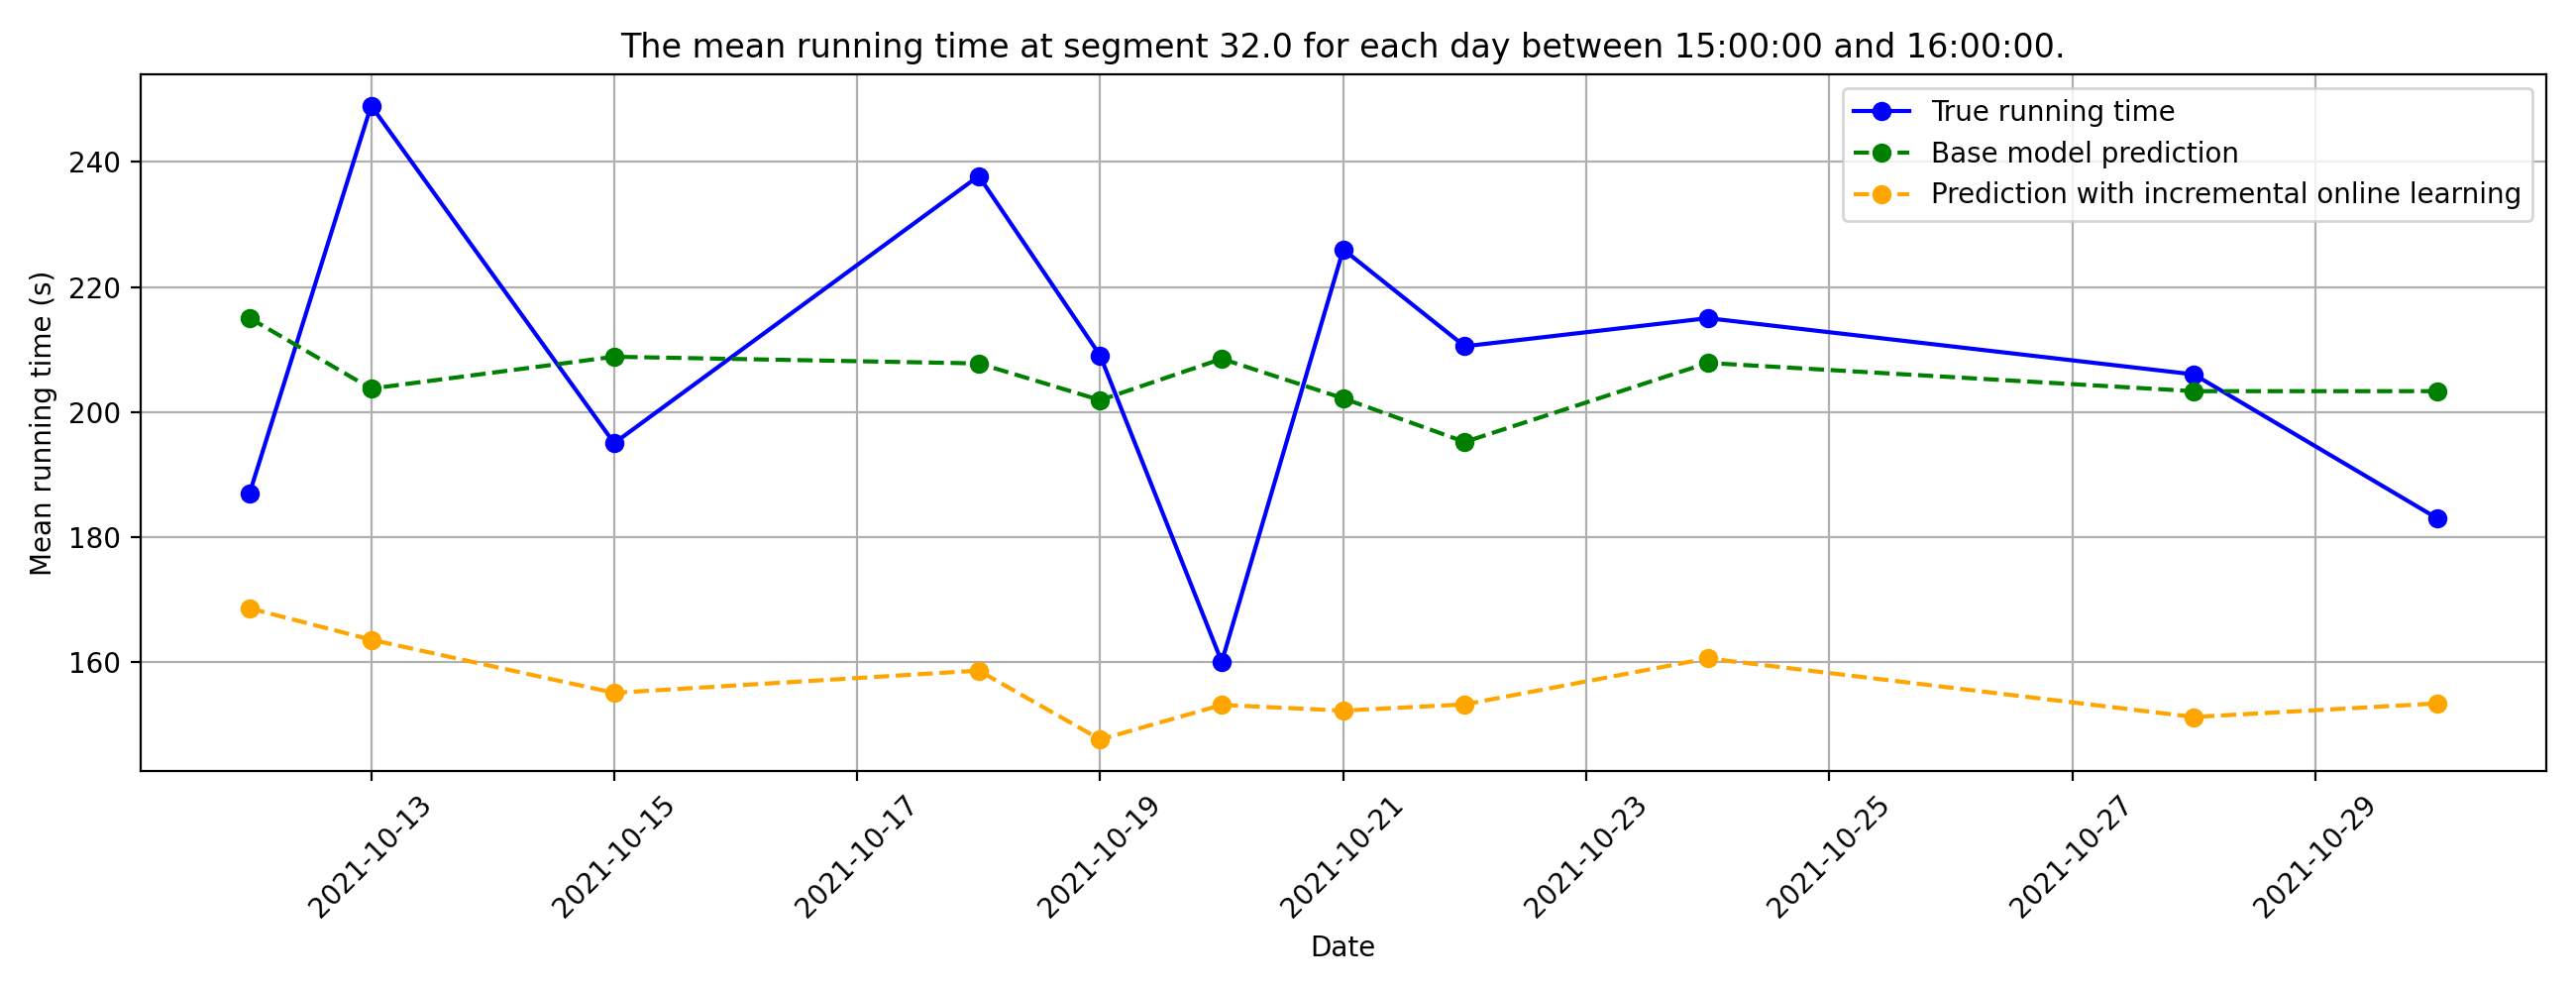 The mean running time at segment 32.0 for each day between 15:00:00 and 16:00:00.
True running time
Base model prediction
Prediction with incremental online learning
Mean running time (s)
240
220
200
180
160
2021-10-13
2021-10-15
2021-10-17
2021-10-19
2021-10-21
2021-10-23
2021-10-25
2021-10-27
2021-10-29
Date